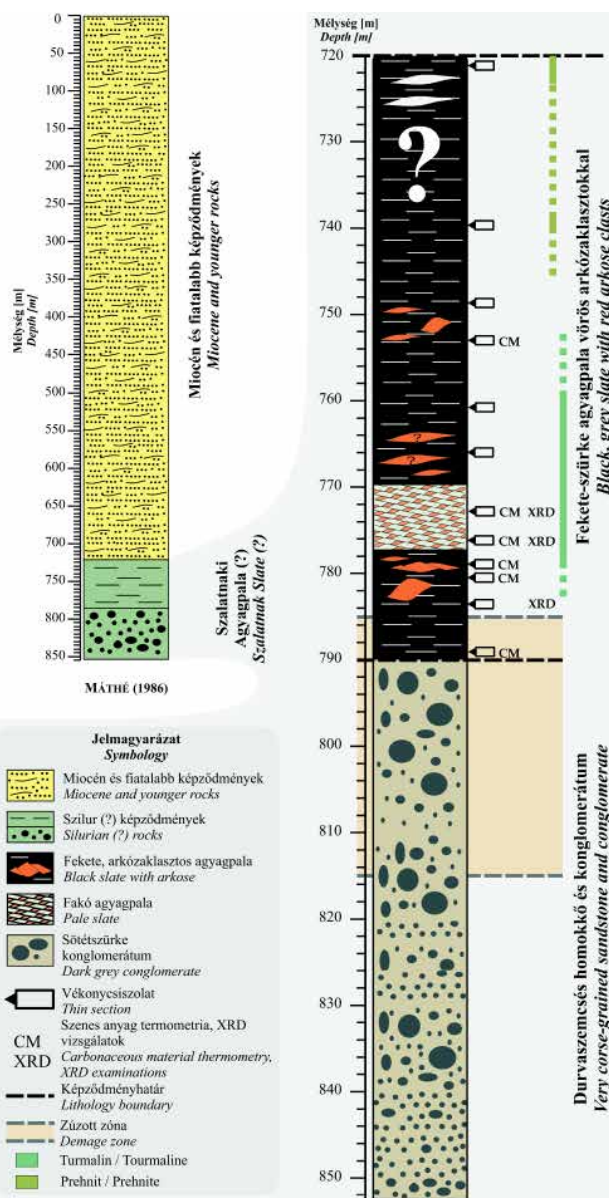 Mélység [m]
Depth [m]
0
50
100
150
200
250
300
350
400
450
500
550
600
650
700
750
800
850
Miocén és fiatalabb képződmények
Miocene and younger rocks
Szalatnaki
Agyagpala (?)
Szalatnak Slate (?)
MÁTHÉ (1986)
Jelmagyarázat
Symbology
Miocén és fiatalabb képződmények
Miocene and younger rocks
Szilur (?) képződmények
Silurian (?) rocks
Fekete, arkózaklasztos agyagpala
Black slate with arkose
Fakó agyagpala
Pale slate
Sötétszürke
konglomerátum
Dark grey conglomerate
Vékonycsiszolat
Thin section
CM
XRD
Szenes anyag termometria, XRD
vizsgálatok
Carbonaceous material thermometry,
XRD examinations
Képződményhatár
Lithology boundary
Zúzott zóna
Demage zone
Turmalin / Tourmaline
Prehnit / Prehnite
Mélység [m]
Depth [m]
720
730
740
750
760
770
780
790
800
810
820
830
840
850
?
CM
? 
?
CM XRD
CM XRD
CM
CM
XRD
CM
Fekete-szürke agyagpala vörös arkózaklasztokkal
Black, grey slate with red arkose clasts
Durvaszemcsés homokkő és konglomerátum
Very corse-grained sandstone and conglomerate